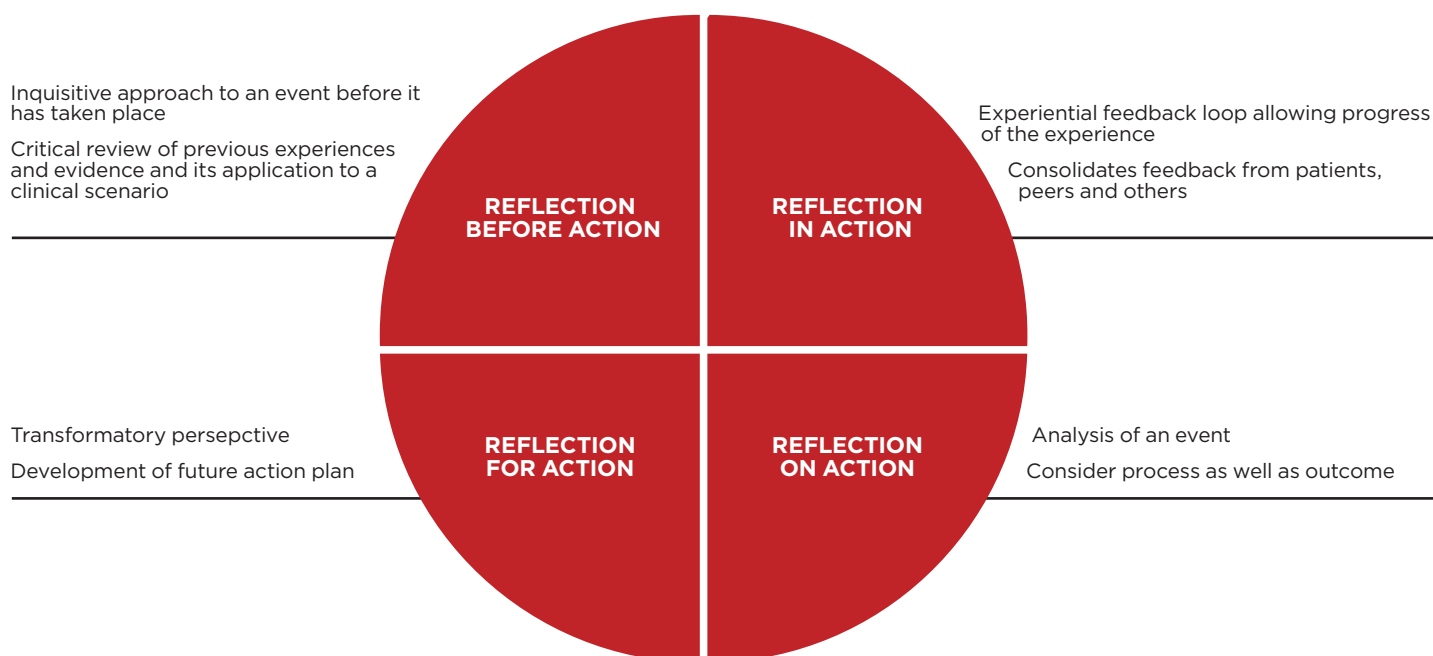 Inquisitive approach to an event before it
has taken place
Critical review of previous experiences
and evidence and its application to a
clinical scenario
REFLECTION
BEFORE ACTION
REFLECTION
IN ACTION
Experiential feedback loop allowing progress
of the experience
Consolidates feedback from patients,
peers and others
Transformatory persepctive
Development of future action plan
REFLECTION
FOR ACTION
REFLECTION
ON ACTION
Analysis of an event
Consider process as well as outcome